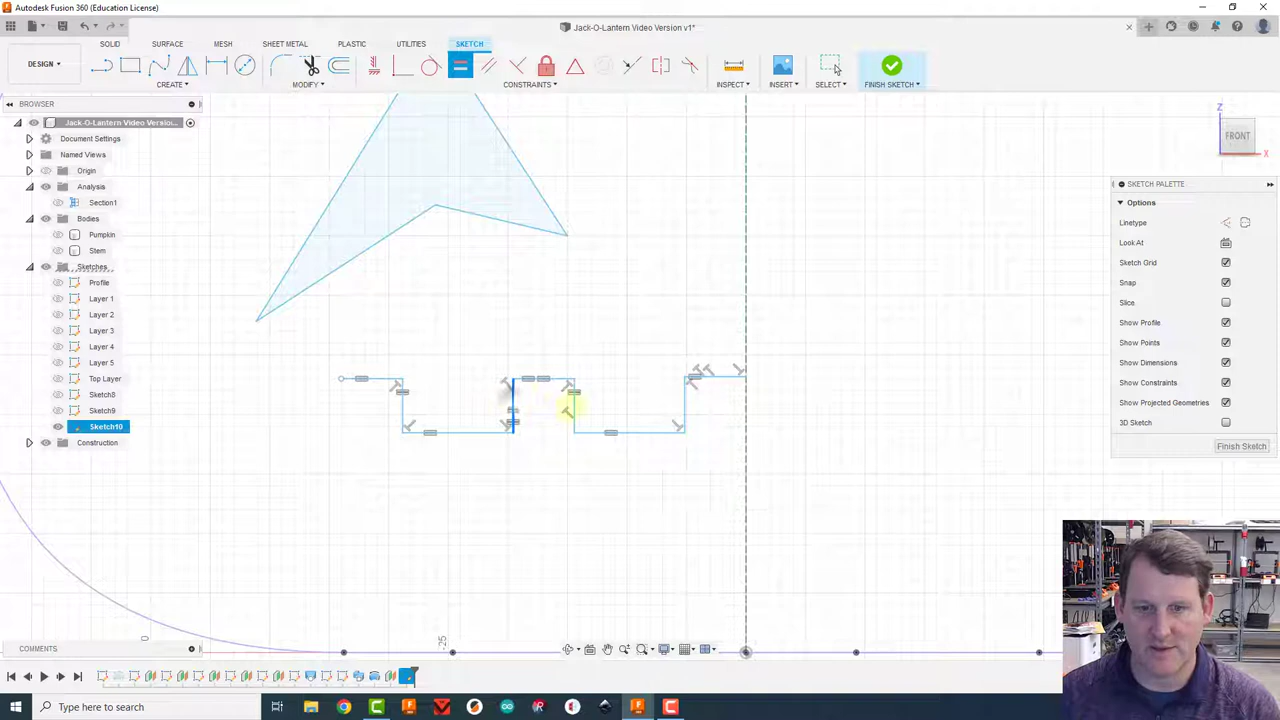 Autodesk Fusion 360 (Education License)
Jack-O-Lantern Video Version v1*
SOLID SURFACE MESH SHEET METAL PLASTIC UTILITIES SKETCH
DESIGN
CREATE MODIFY CONSTRAINTS INSPECT INSERT SELECT FINISH SKETCH
BROWSER
Jack-O-Lantern Video Versio...
Document Settings
Named Views
Origin
Analysis
Section1
Bodies
Pumpkin
Stem
Sketches
Profile
Layer 1
Layer 2
Layer 3
Layer 4
Layer 5
Top Layer
Sketch8
Sketch9
Sketch10
Construction
Z
FRONT
X
SKETCH PALETTE
Options
Linetype
Look At
Sketch Grid
Snap
Slice
Show Profile
Show Points
Show Dimensions
Show Constraints
Show Projected Geometries
3D Sketch
Finish Sketch
0
-25
COMMENTS
Type here to search